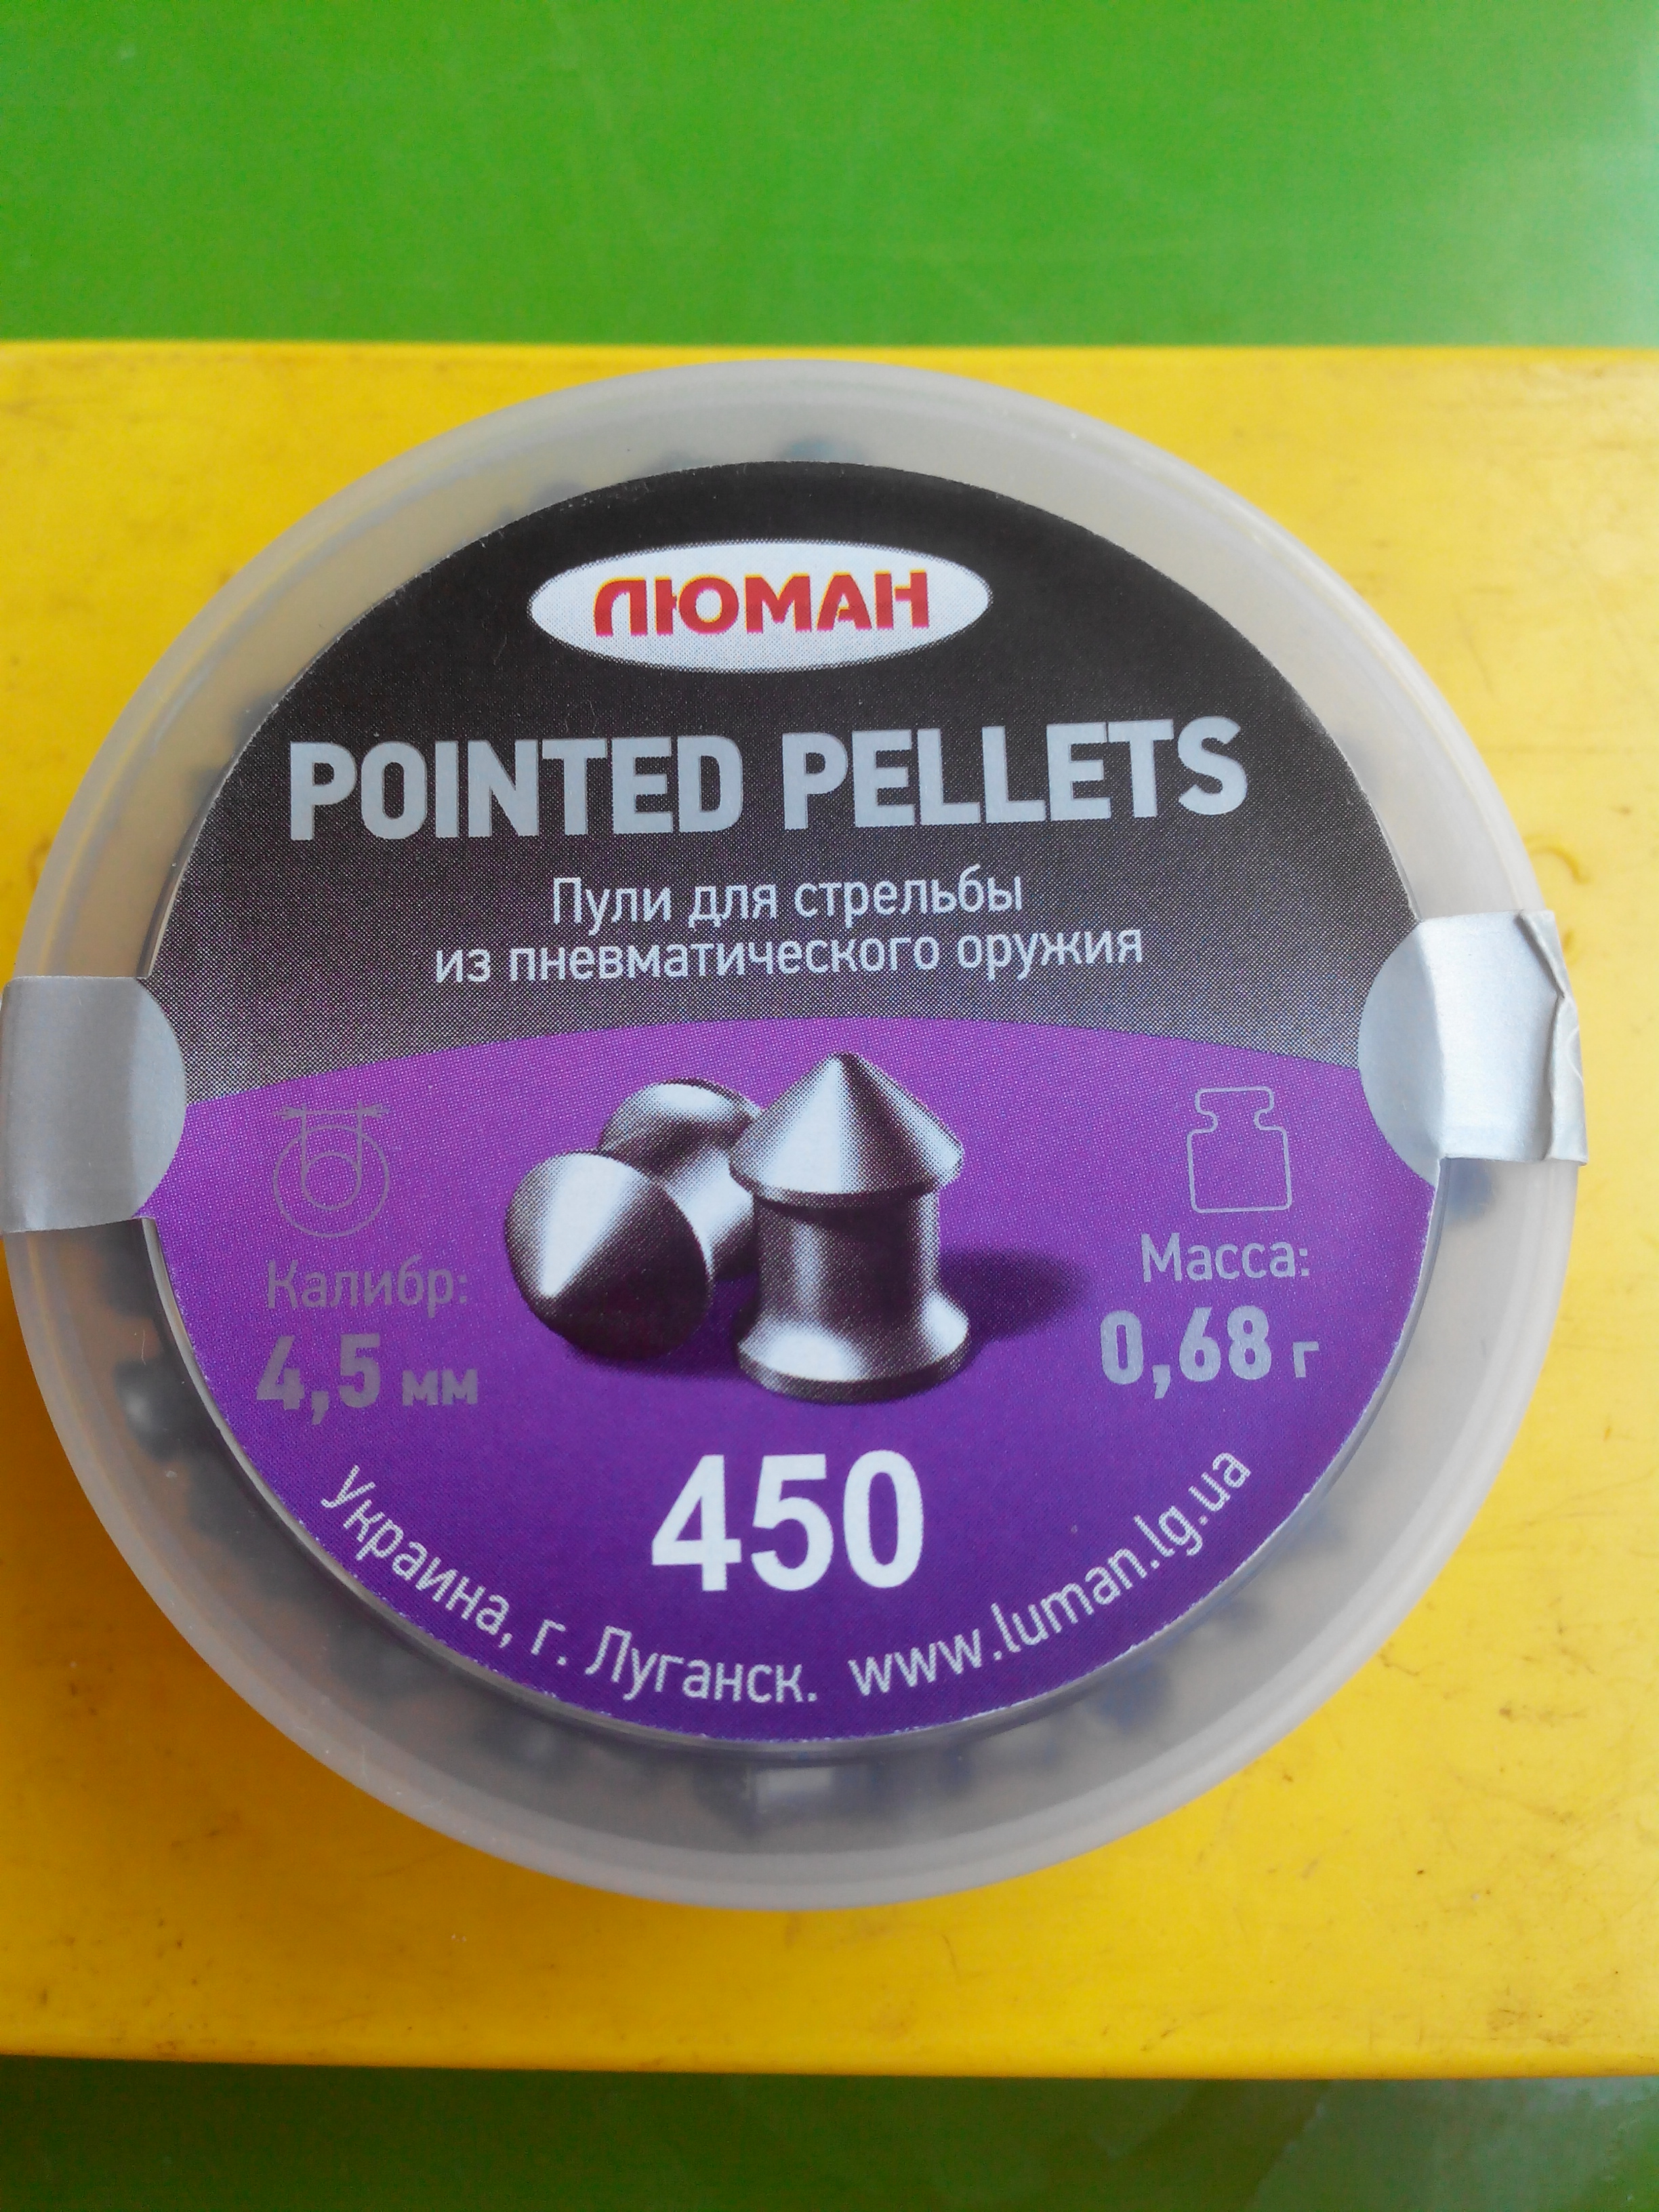 ЛЮМАН
POINTED PELLETS
Пули для стрельбы
из пневматического оружия
Калибр:
4,5 мм
Масса:
0,68 г
450
Украина, г. Луганск. www.luman.lg.ua